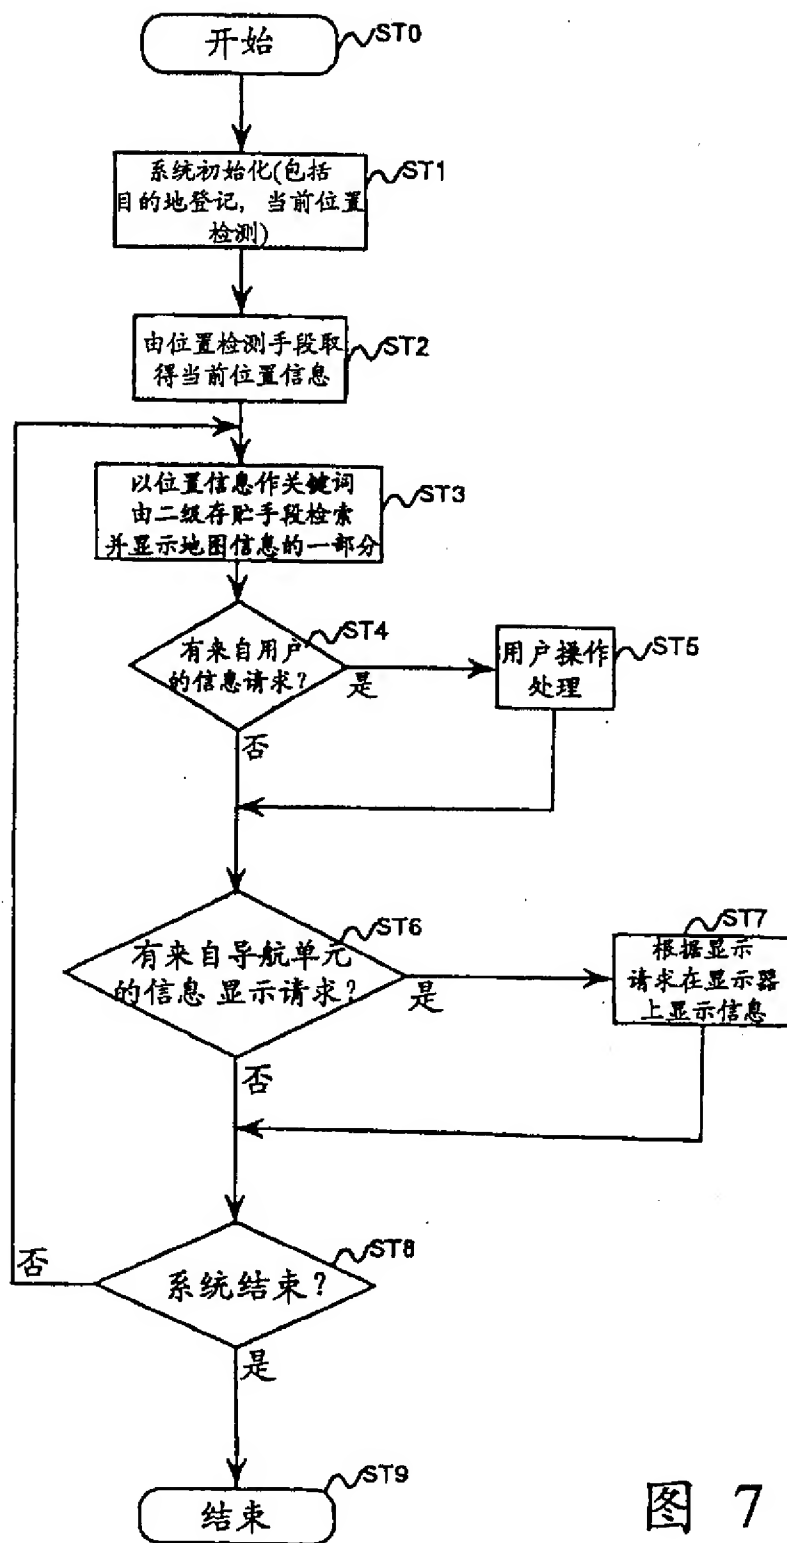 开始
ST0
系统初始化(包括
目的地登记, 当前位置
检测)
ST1
由位置检测手段取
得当前位置信息
ST2
以位置信息作关键词
由二级存贮手段检索
并显示地图信息的一部分
ST3
有来自用户
的信息请求?
ST4
是
用户操作
处理
ST5
否
有来自导航单元
的信息 显示请求?
ST6
是
根据显示
请求在显示器
上显示信息
ST7
否
系统结束?
ST8
否
是
结束
ST9
图 7